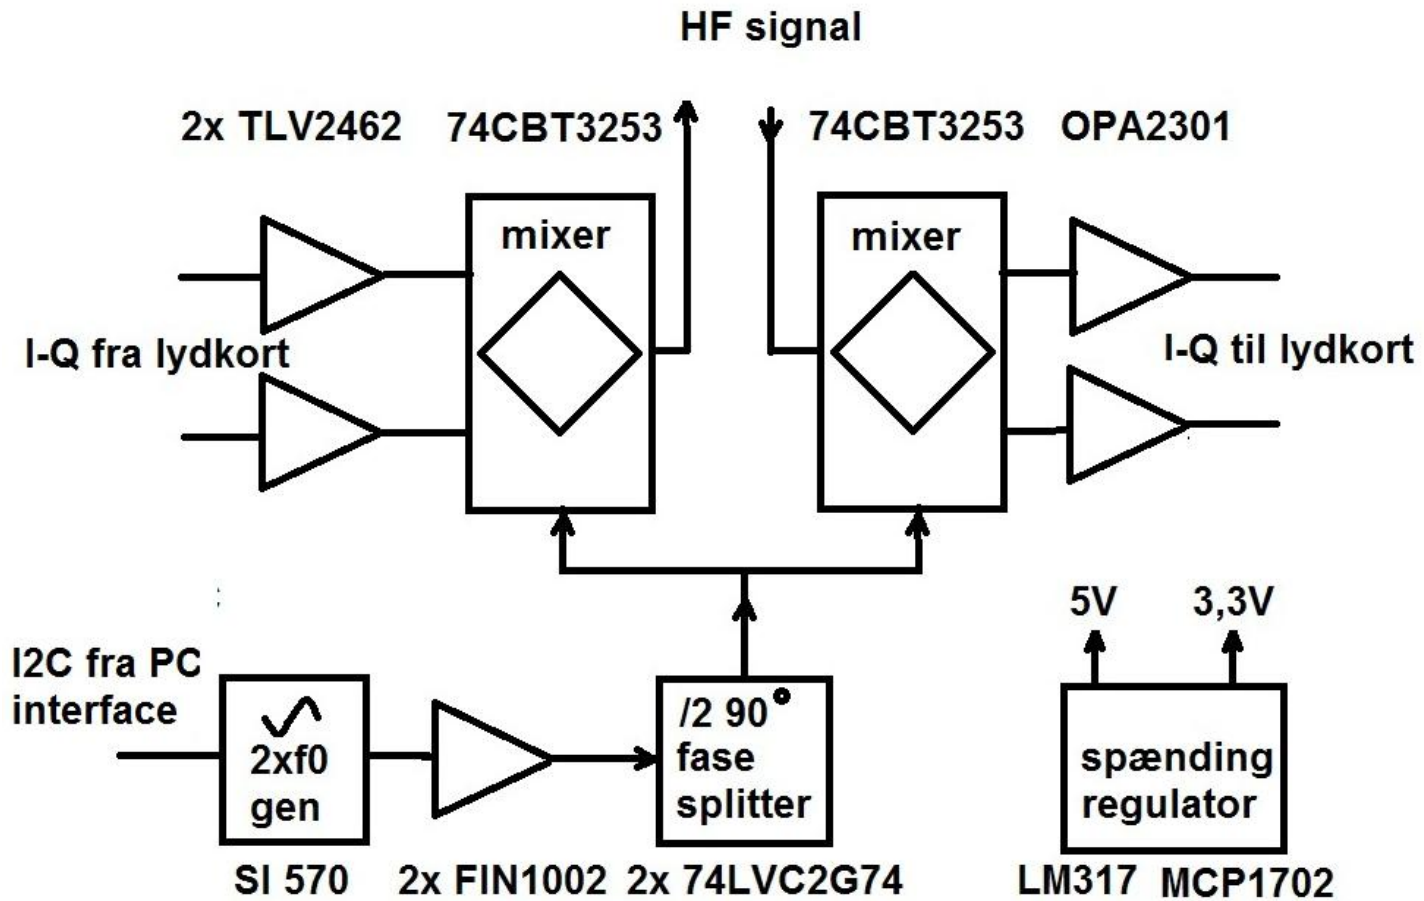 HF signal
2x TLV2462
74CBT3253
74CBT3253
OPA2301
mixer
mixer
I-Q fra lydkort
I-Q til lydkort
5V
3,3V
I2C fra PC
interface
2xf0
gen
/2 90°
fase
splitter
spænding
regulator
SI 570
2x FIN1002
2x 74LVC2G74
LM317
MCP1702